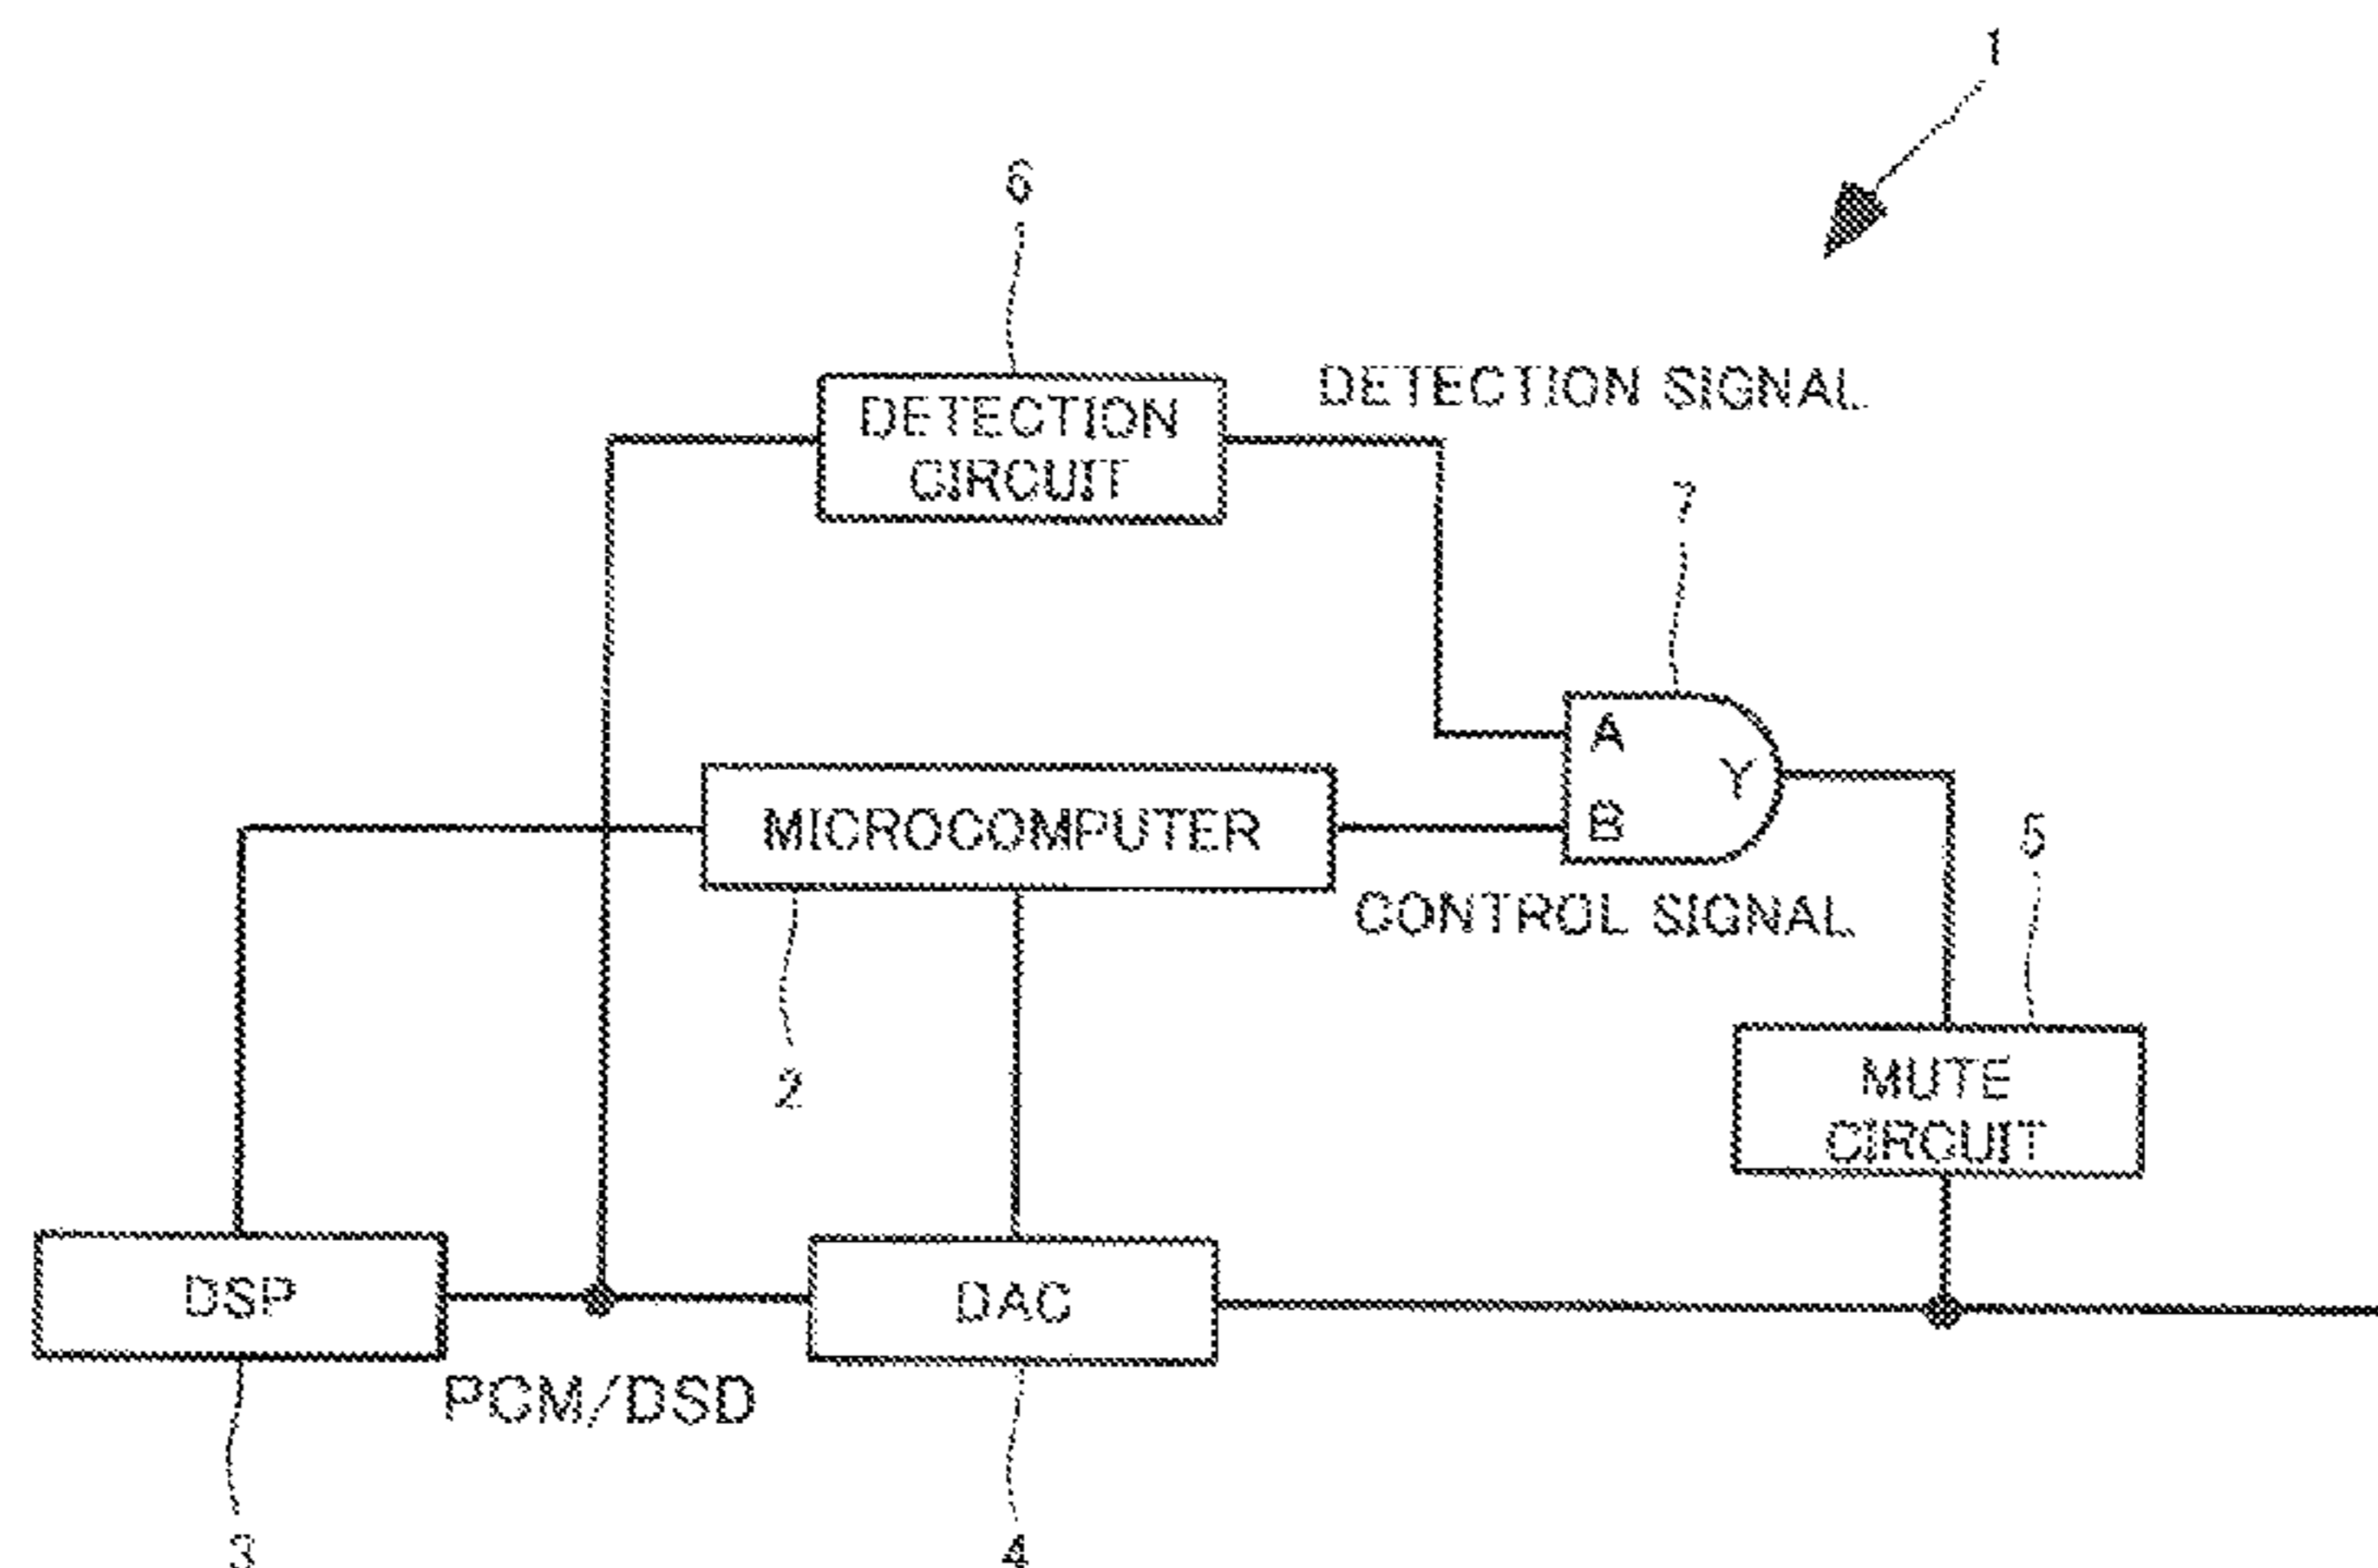 1
6
DETECTION
CIRCUIT
DETECTION SIGNAL
7
A
Y
B
MICROCOMPUTER
CONTROL SIGNAL
5
2
MUTE
CIRCUIT
DSP
DAC
PCM/DSD
3
4